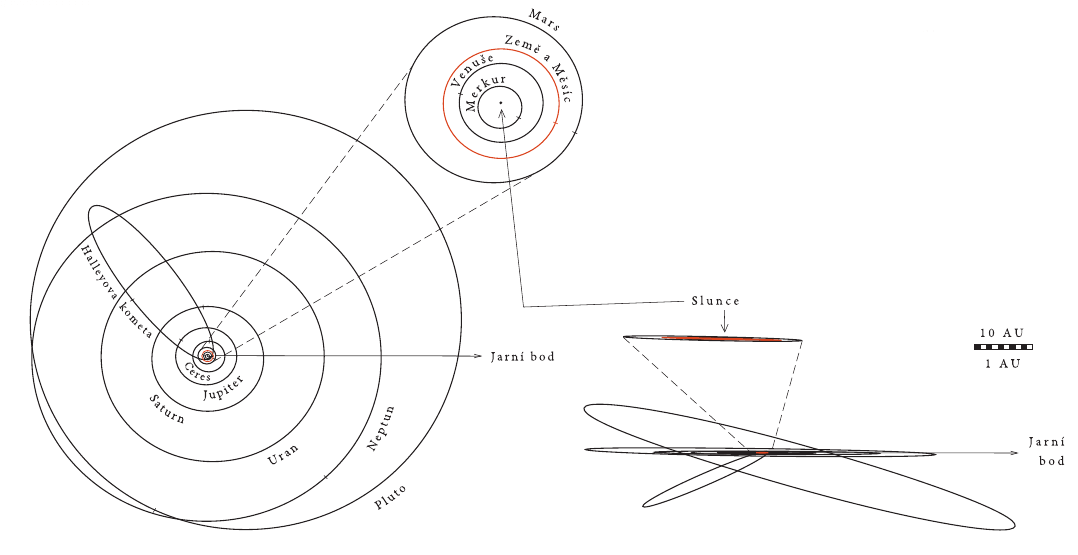 Mars
Země a Měsíc
Venuše
Merkur
Halleyova kometa
Slunce
10 AU
1 AU
Jarní bod
Ceres
Jupiter
Saturn
Uran
Neptun
Pluto
Jarní
bod